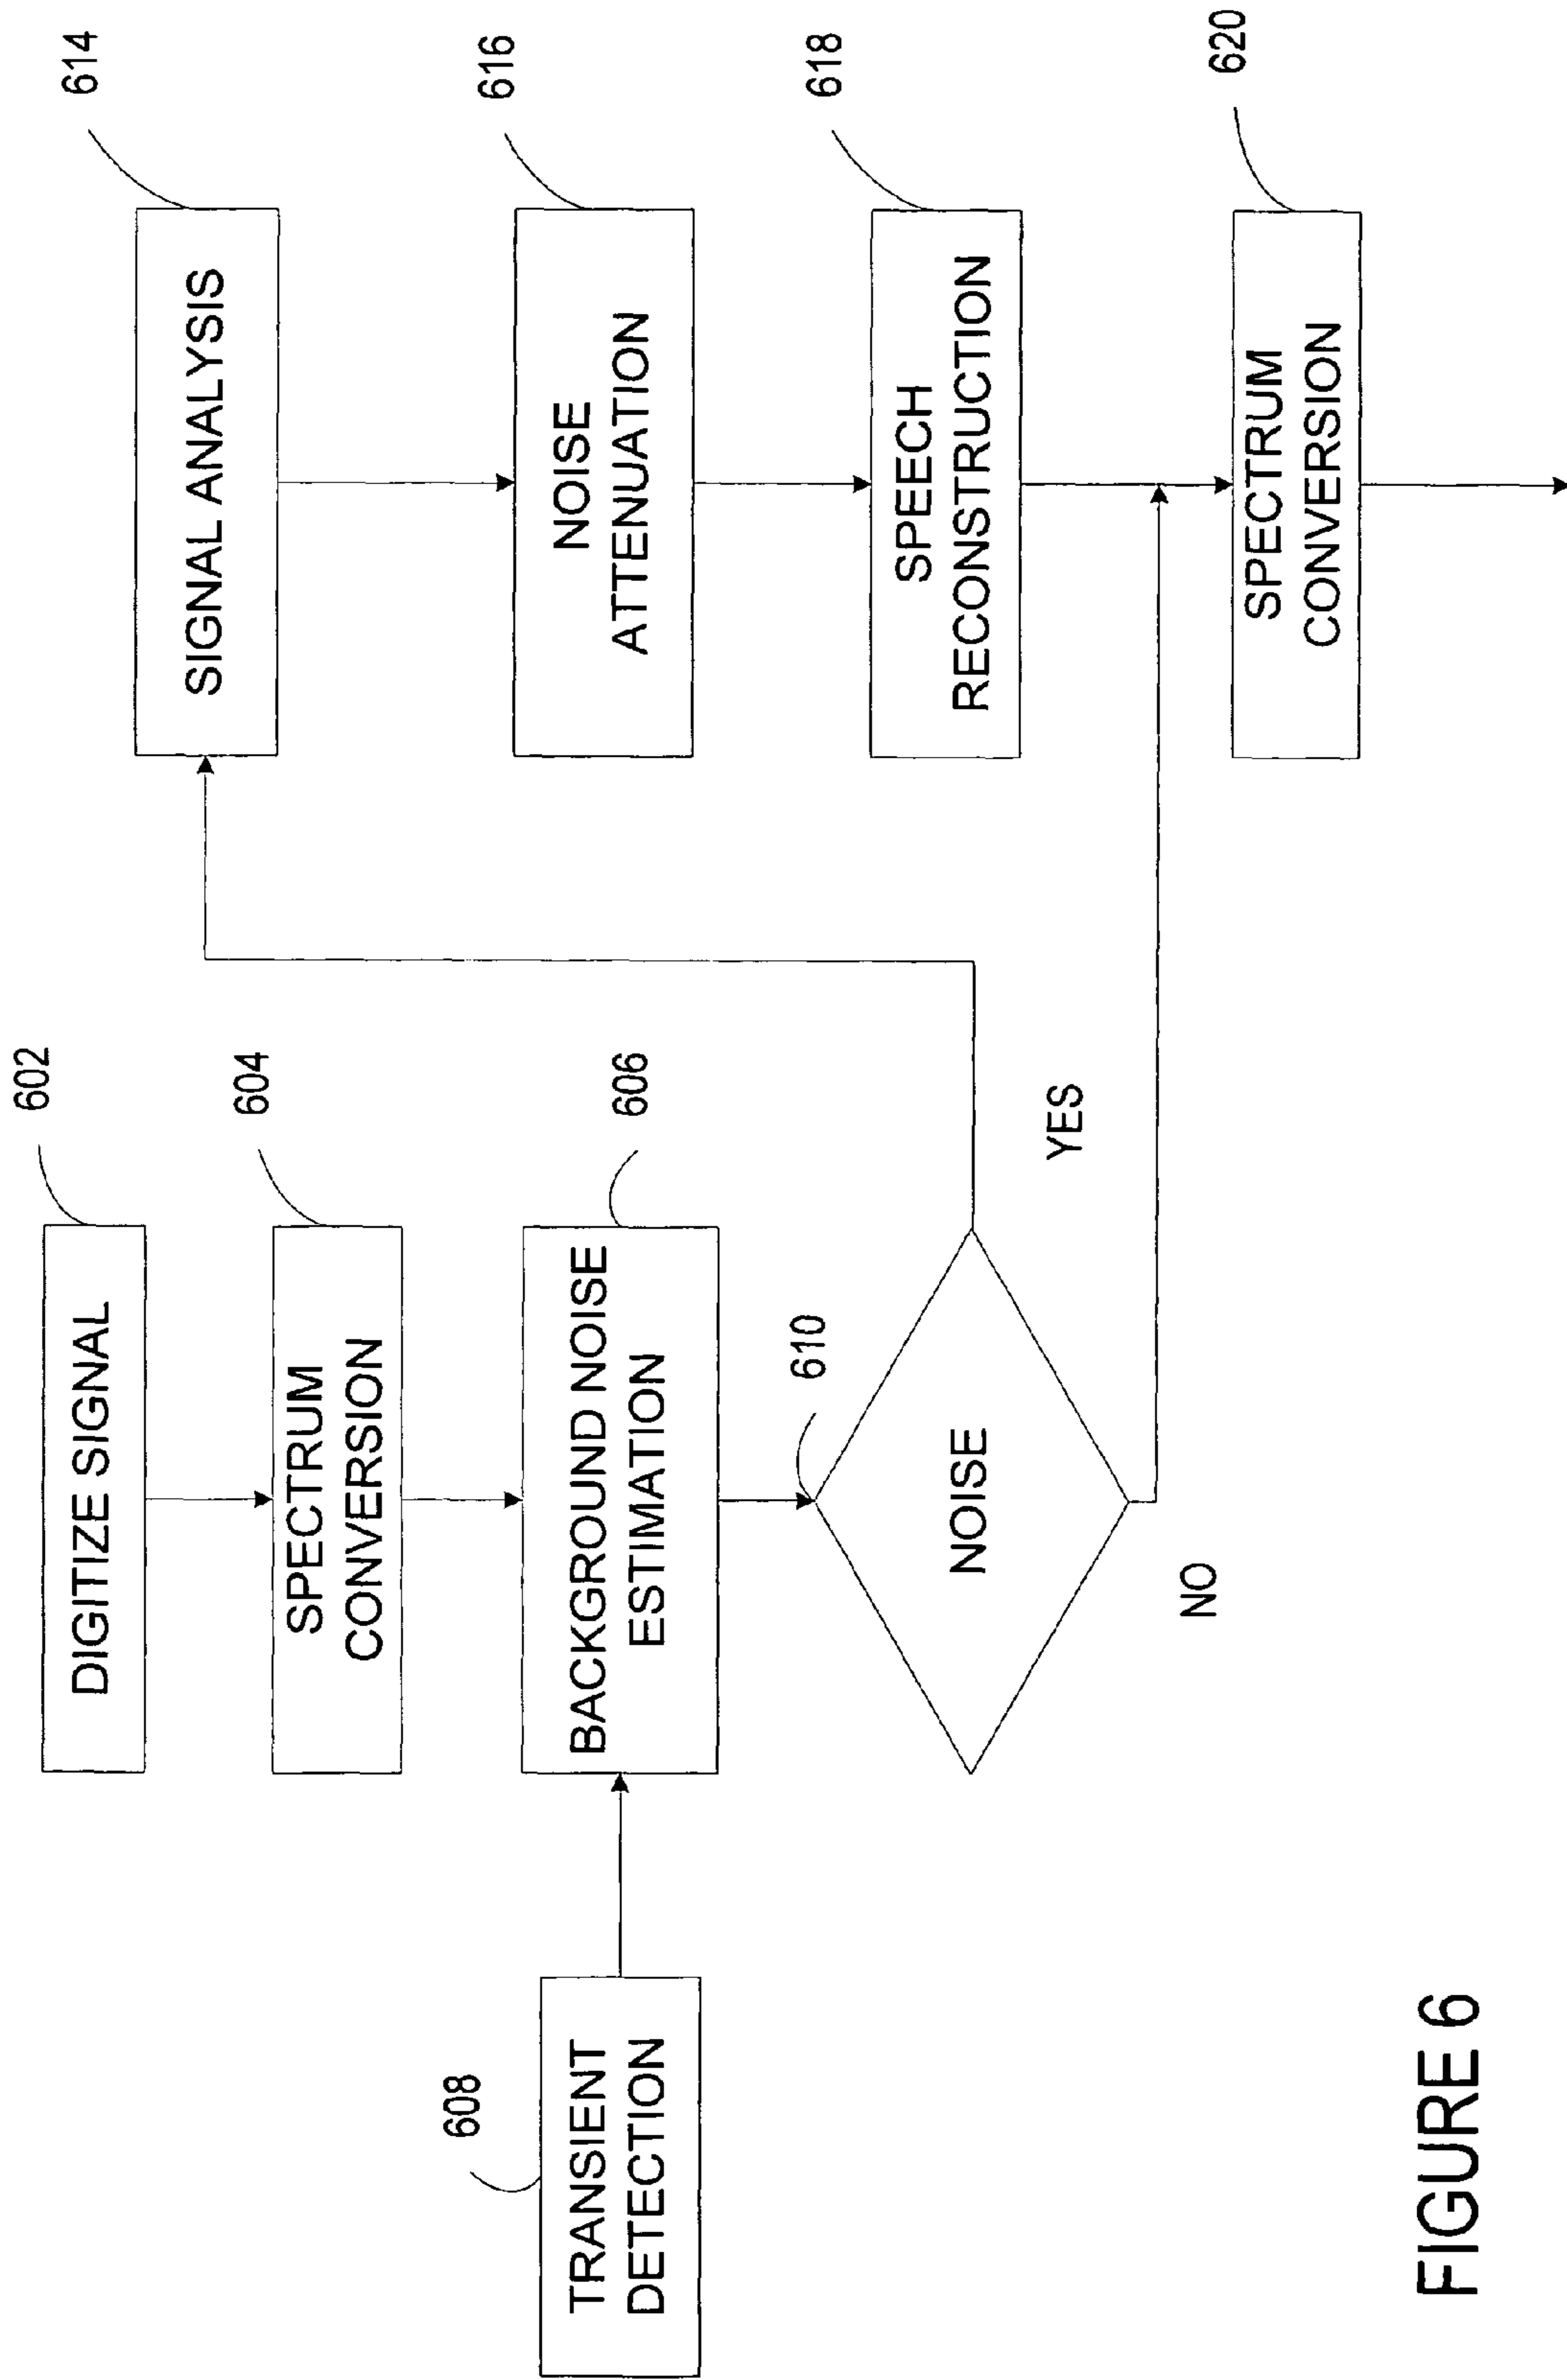 602
DIGITIZE SIGNAL
604
SPECTRUM
CONVERSION
606
BACKGROUND NOISE
ESTIMATION
608
TRANSIENT
DETECTION
610
NOISE
YES
NO
614
SIGNAL ANALYSIS
616
NOISE
ATTENUATION
618
SPEECH
RECONSTRUCTION
620
SPECTRUM
CONVERSION
FIGURE 6